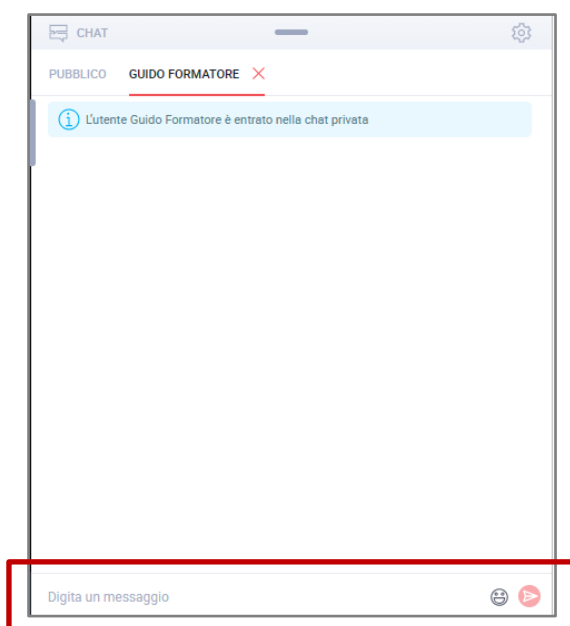 CHAT
PUBBLICO GUIDO FORMATORE
L'utente Guido Formatore è entrato nella chat privata
Digita un messaggio